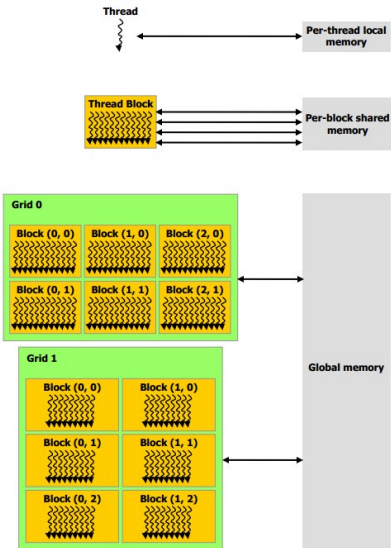 Thread
Per-thread local
memory
Thread Block
Per-block shared
memory
Grid 0
Block (0, 0)
Block (1, 0)
Block (2, 0)
Block (0, 1)
Block (1, 1)
Block (2, 1)
Grid 1
Block (0, 0)
Block (1, 0)
Block (0, 1)
Block (1, 1)
Block (0, 2)
Block (1, 2)
Global memory